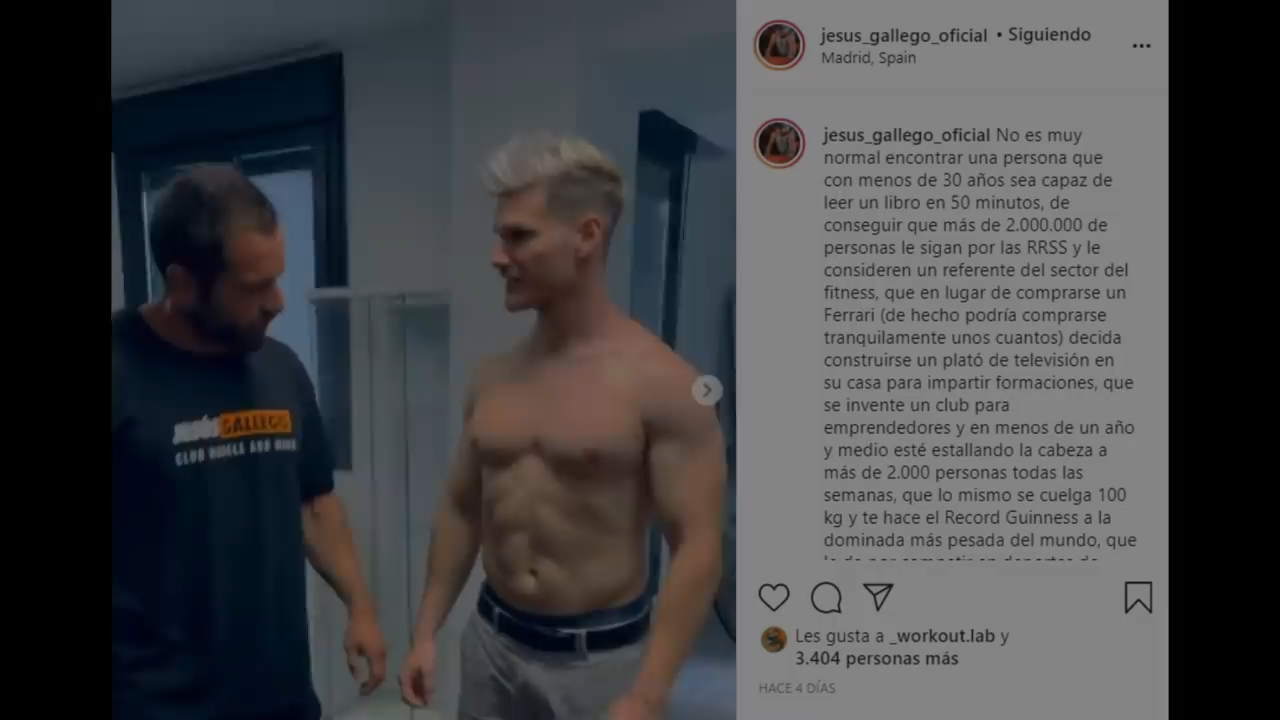 jesus_gallego_oficial • Siguiendo
Madrid, Spain
jesus_gallego_oficial No es muy
normal encontrar una persona que
con menos de 30 años sea capaz de
leer un libro en 50 minutos, de
conseguir que más de 2.000.000 de
personas le sigan por las RRSS y le
consideren un referente del sector del
fitness, que en lugar de comprarse un
Ferrari (de hecho podría comprarse
tranquilamente unos cuantos) decida
construirse un plató de televisión en
su casa para impartir formaciones, que
se invente un club para
emprendedores y en menos de un año
y medio esté estallando la cabeza a
más de 2.000 personas todas las
semanas, que lo mismo se cuelga 100
kg y te hace el Record Guinness a la
dominada más pesada del mundo, que
Les gusta a _workout.lab y
3.404 personas más
HACE 4 DÍAS
GALLEGO
CLUB